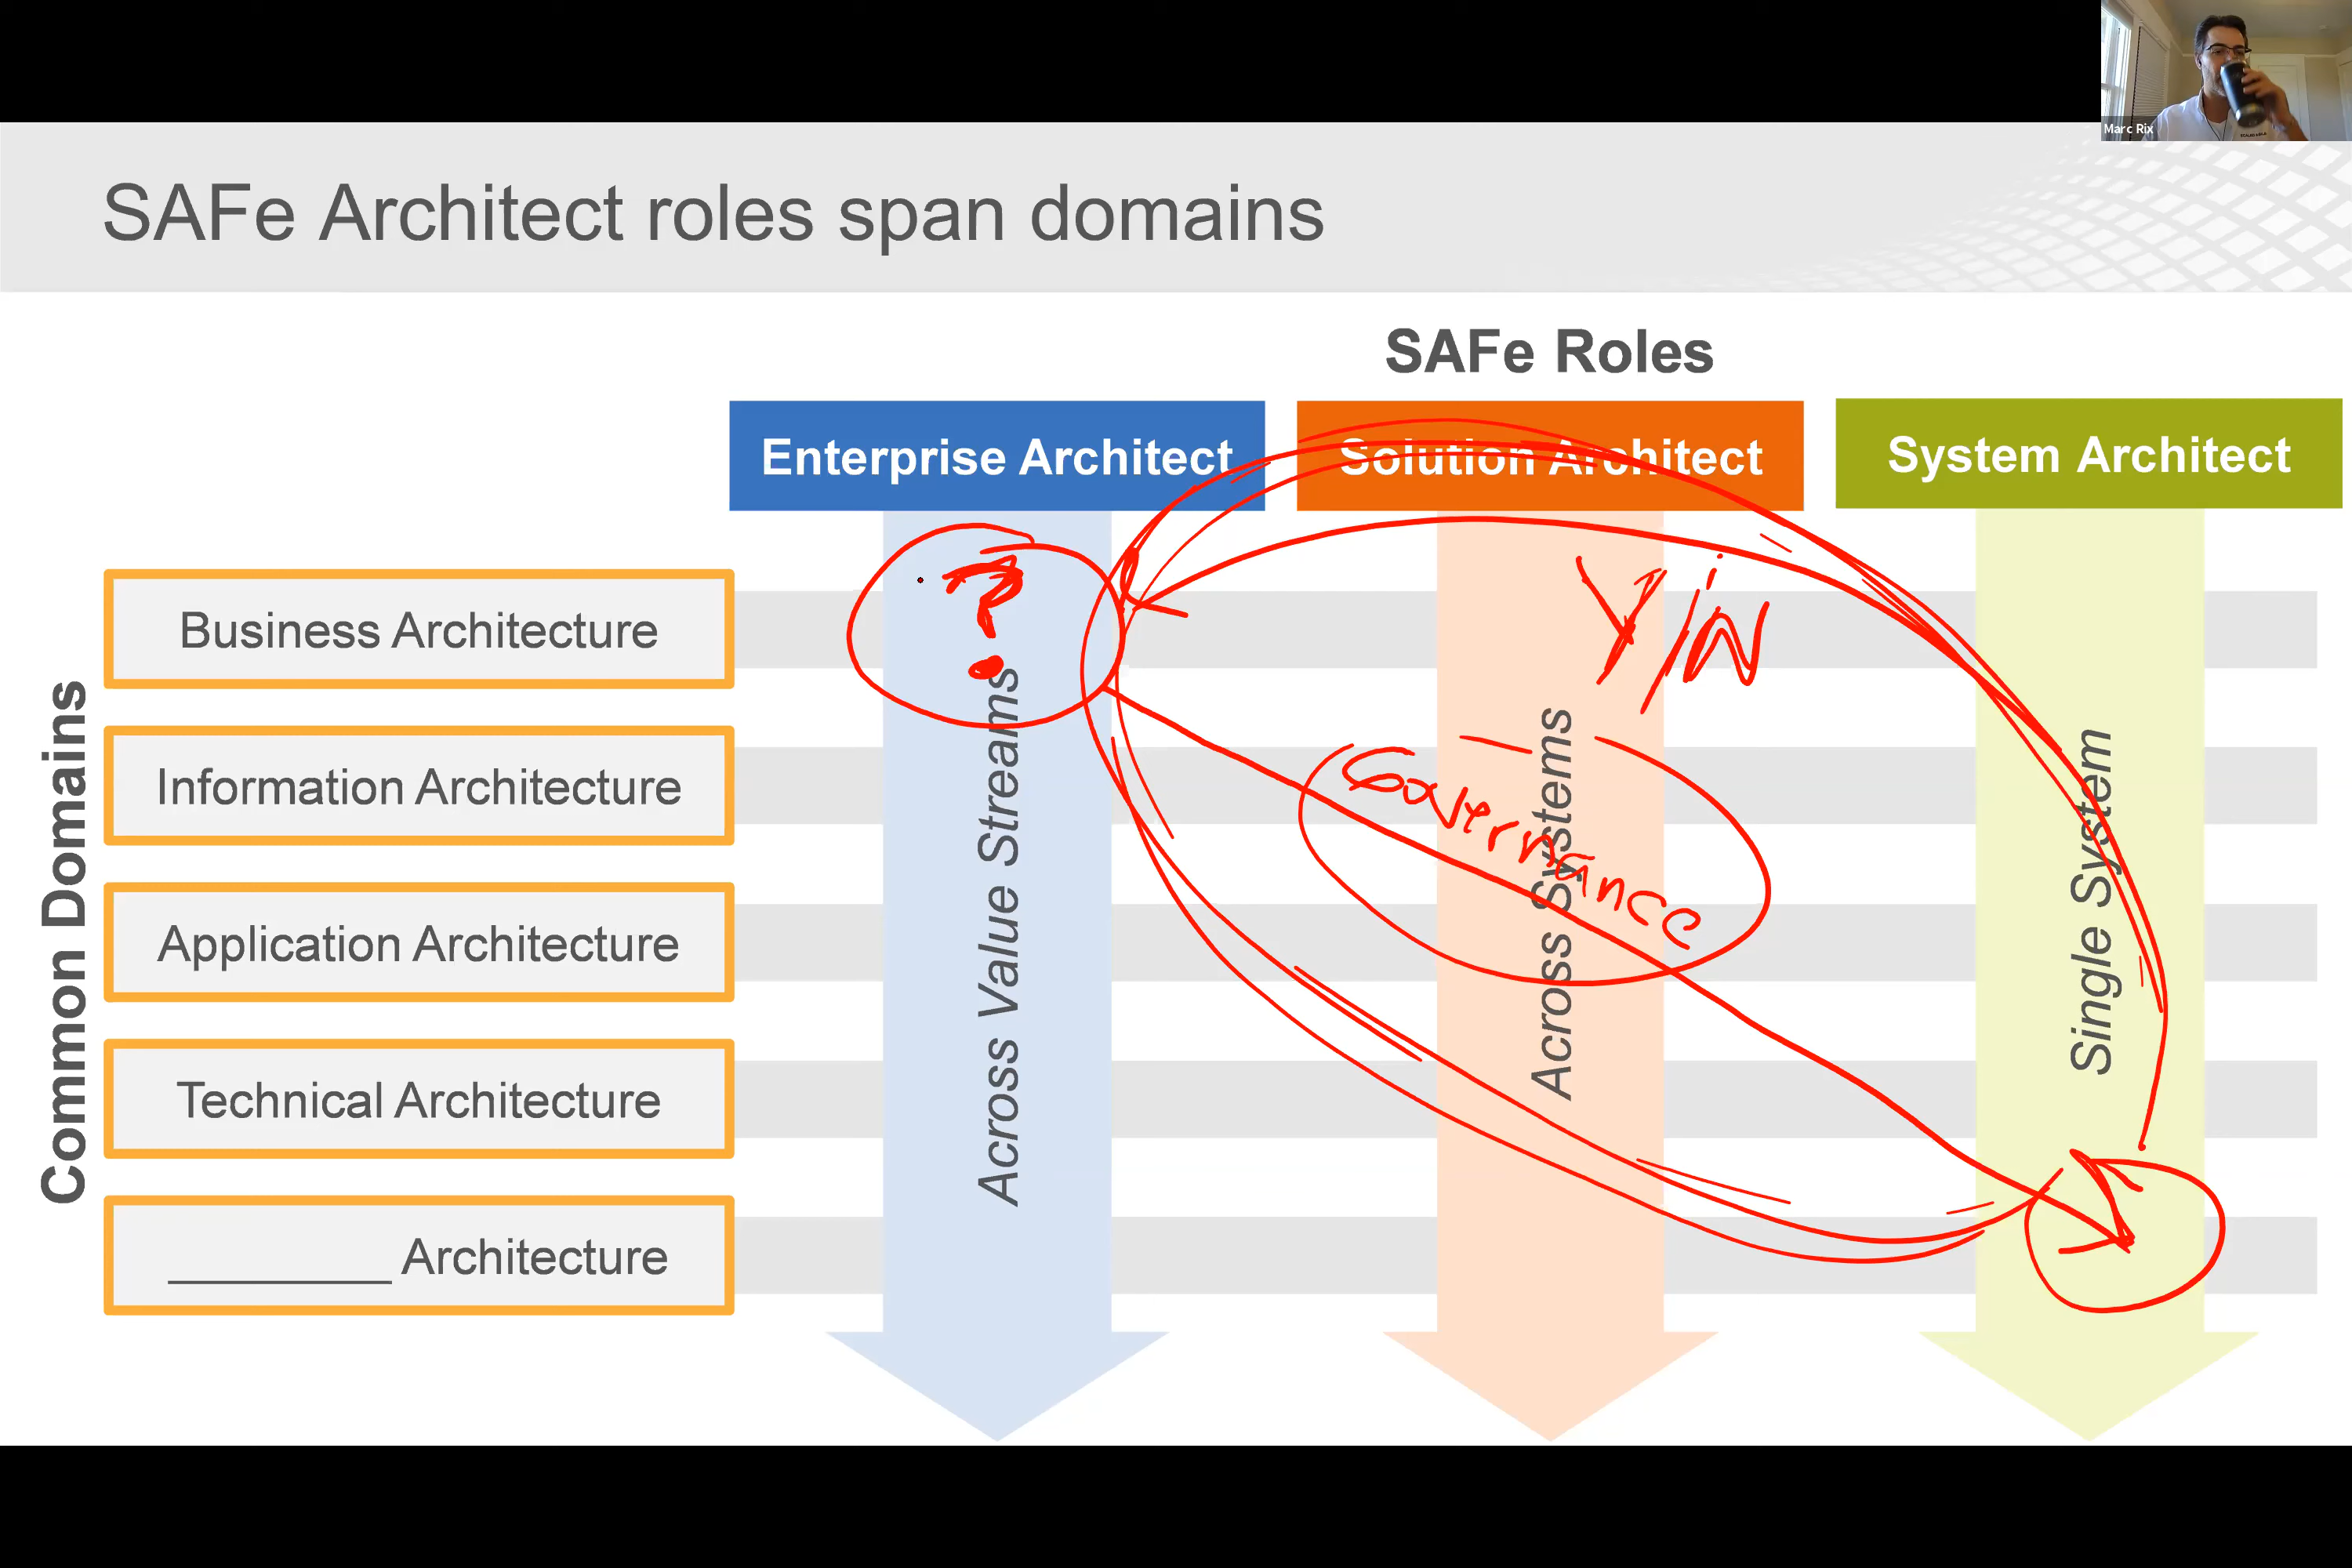 Marc Rix
SAFe Architect roles span domains
SAFe Roles
Enterprise Architect
Solution Architect
System Architect
Common Domains
Business Architecture
Information Architecture
Application Architecture
Technical Architecture
________ Architecture
Across Value Streams
Across Systems
Single System
?
Y/N
Governance